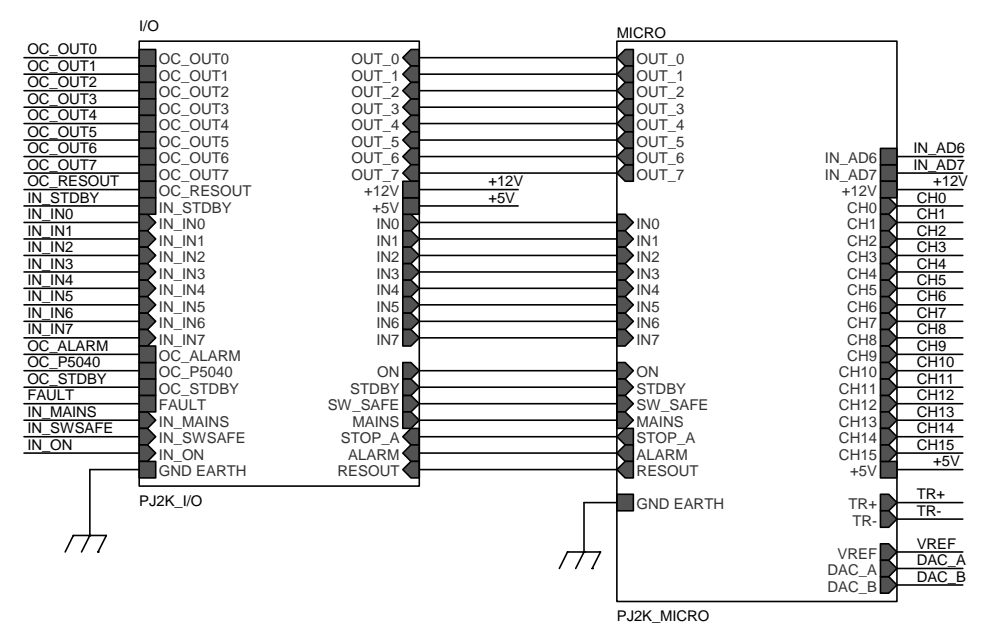 I/O
OC_OUT0 OC_OUT0 OUT_0
OC_OUT1 OC_OUT1 OUT_1
OC_OUT2 OC_OUT2 OUT_2
OC_OUT3 OC_OUT3 OUT_3
OC_OUT4 OC_OUT4 OUT_4
OC_OUT5 OC_OUT5 OUT_5
OC_OUT6 OC_OUT6 OUT_6
OC_OUT7 OC_OUT7 OUT_7
OC_RESOUT OC_RESOUT +12V +12V
IN_STDBY IN_STDBY +5V +5V
IN_IN0 IN_IN0 IN0
IN_IN1 IN_IN1 IN1
IN_IN2 IN_IN2 IN2
IN_IN3 IN_IN3 IN3
IN_IN4 IN_IN4 IN4
IN_IN5 IN_IN5 IN5
IN_IN6 IN_IN6 IN6
IN_IN7 IN_IN7 IN7
OC_ALARM OC_ALARM
OC_P5040 OC_P5040 ON
OC_STDBY OC_STDBY STDBY
FAULT FAULT SW_SAFE
IN_MAINS IN_MAINS MAINS
IN_SWSAFE IN_SWSAFE STOP_A
IN_ON IN_ON ALARM
GND EARTH RESOUT
PJ2K_I/O
MICRO
OUT_0
OUT_1
OUT_2
OUT_3
OUT_4
OUT_5
OUT_6 IN_AD6 IN_AD6
OUT_7 IN_AD7 IN_AD7
+12V +12V
CH0 CH0
IN0 CH1 CH1
IN1 CH2 CH2
IN2 CH3 CH3
IN3 CH4 CH4
IN4 CH5 CH5
IN5 CH6 CH6
IN6 CH7 CH7
IN7 CH8 CH8
CH9 CH9
ON CH10 CH10
STDBY CH11 CH11
SW_SAFE CH12 CH12
MAINS CH13 CH13
STOP_A CH14 CH14
ALARM CH15 CH15
RESOUT +5V +5V
GND EARTH TR+ TR+
TR- TR-
VREF VREF
DAC_A DAC_A
DAC_B DAC_B
PJ2K_MICRO